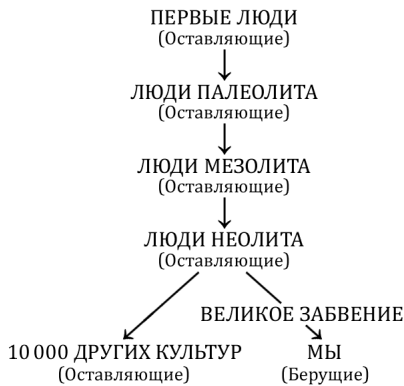 ПЕРВЫЕ ЛЮДИ
(Оставляющие)
ЛЮДИ ПАЛЕОЛИТА
(Оставляющие)
ЛЮДИ МЕЗОЛИТА
(Оставляющие)
ЛЮДИ НЕОЛИТА
(Оставляющие)
ВЕЛИКОЕ ЗАБВЕНИЕ
10 000 ДРУГИХ КУЛЬТУР
(Оставляющие)
МЫ
(Берущие)